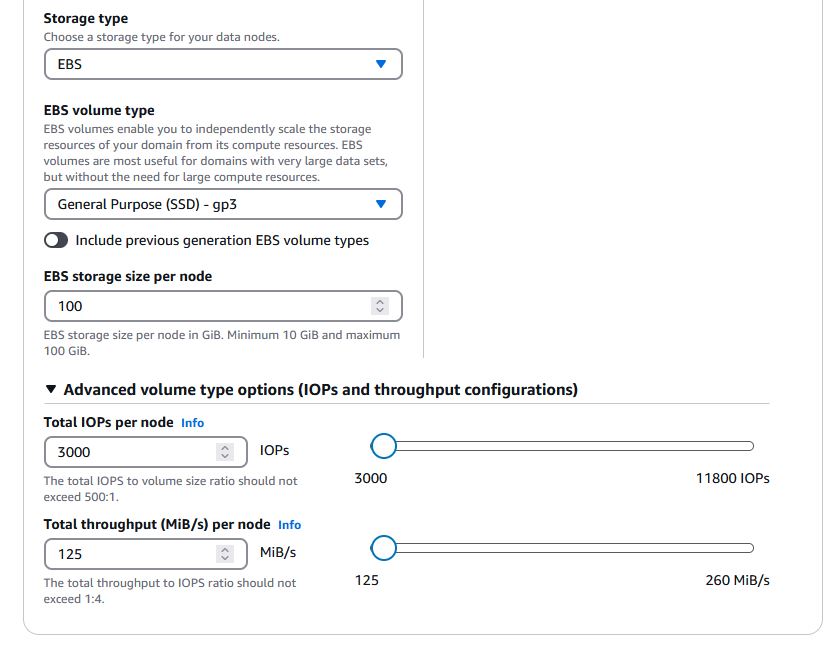 Storage type
Choose a storage type for your data nodes.
EBS
EBS volume type
EBS volumes enable you to independently scale the storage
resources of your domain from its compute resources. EBS
volumes are most useful for domains with very large data sets,
but without the need for large compute resources.
General Purpose (SSD) - gp3
Include previous generation EBS volume types
EBS storage size per node
100
EBS storage size per node in GiB. Minimum 10 GiB and maximum
100 GiB.
Advanced volume type options (IOPs and throughput configurations)
Total IOPs per node Info
3000 IOPs
3000 11800 IOPs
The total IOPS to volume size ratio should not
exceed 500:1.
Total throughput (MiB/s) per node Info
125 MiB/s
125 260 MiB/s
The total throughput to IOPS ratio should not
exceed 1:4.